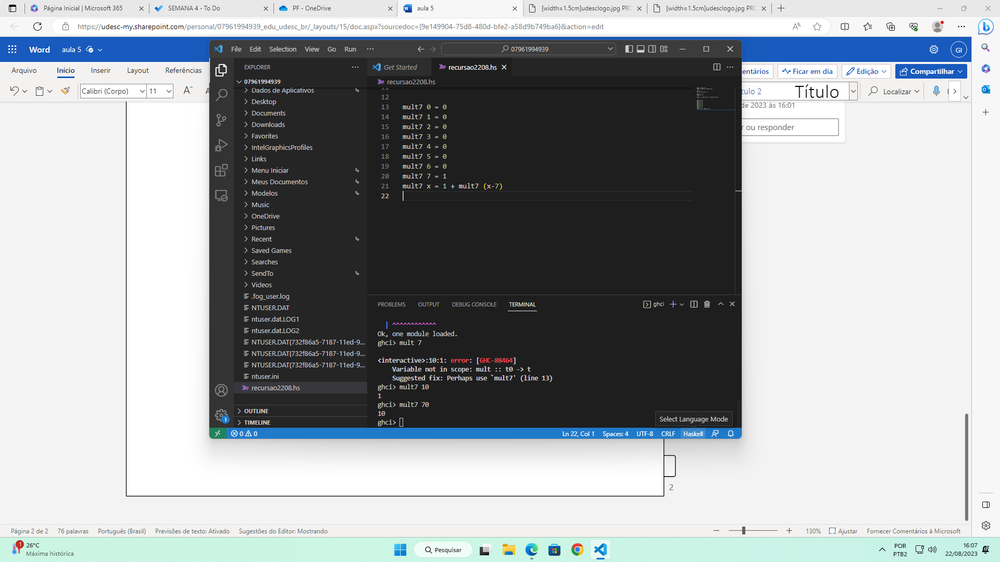 Página Inicial | Microsoft 365
SEMANA 4 - To Do
PF - OneDrive
aula 5
[width=1.5cm]udesclogo.jpg PRO
[width=1.5cm]udesclogo.jpg PRO
https://udesc-my.sharepoint.com/personal/07961994939_edu_udesc_br/_layouts/15/doc.aspx?sourcedoc={9e149904-75d8-480d-bfe2-a58d9b749ba6}&action=edit
Word
aula 5
GI
Arquivo
Início
Inserir
Layout
Referências
entários
Ficar em dia
Edição
Compartilhar
Calibri (Corpo)
11
tulo 2
Título
Localizar
de 2023 às 16:01
r ou responder
File
Edit
Selection
View
Go
Run
07961994939
EXPLORER
Get Started
recursao2208.hs
07961994939
recursao2208.hs
Dados de Aplicativos
Desktop
Documents
Downloads
Favorites
IntelGraphicsProfiles
Links
Menu Iniciar
Meus Documentos
Modelos
Music
OneDrive
Pictures
Recent
Saved Games
Searches
SendTo
Videos
.fog_user.log
NTUSER.DAT
ntuser.dat.LOG1
ntuser.dat.LOG2
NTUSER.DAT{732f86a5-7187-11ed-9...
NTUSER.DAT{732f86a5-7187-11ed-9...
NTUSER.DAT{732f86a5-7187-11ed-9...
ntuser.ini
recursao2208.hs
OUTLINE
TIMELINE
11
12
13 mult7 0 = 0
14 mult7 1 = 0
15 mult7 2 = 0
16 mult7 3 = 0
17 mult7 4 = 0
18 mult7 5 = 0
19 mult7 6 = 0
20 mult7 7 = 1
21 mult7 x = 1 + mult7 (x-7)
22
PROBLEMS
OUTPUT
DEBUG CONSOLE
TERMINAL
ghci
| ^^^^^^^^^^^^
Ok, one module loaded.
ghci> mult 7
<interactive>:10:1: error: [GHC-88464]
Variable not in scope: mult :: t0 -> t
Suggested fix: Perhaps use `mult7' (line 13)
ghci> mult7 10
1
ghci> mult7 70
10
ghci>
Select Language Mode
1
0
0
Ln 22, Col 1
Spaces: 4
UTF-8
CRLF
Haskell
2
Página 2 de 2
76 palavras
Português (Brasil)
Previsões de texto: Ativado
Sugestões do Editor: Mostrando
130%
Ajustar
Fornecer Comentários à Microsoft
1
26°C
Máxima histórica
Pesquisar
POR
PTB2
16:07
22/08/2023